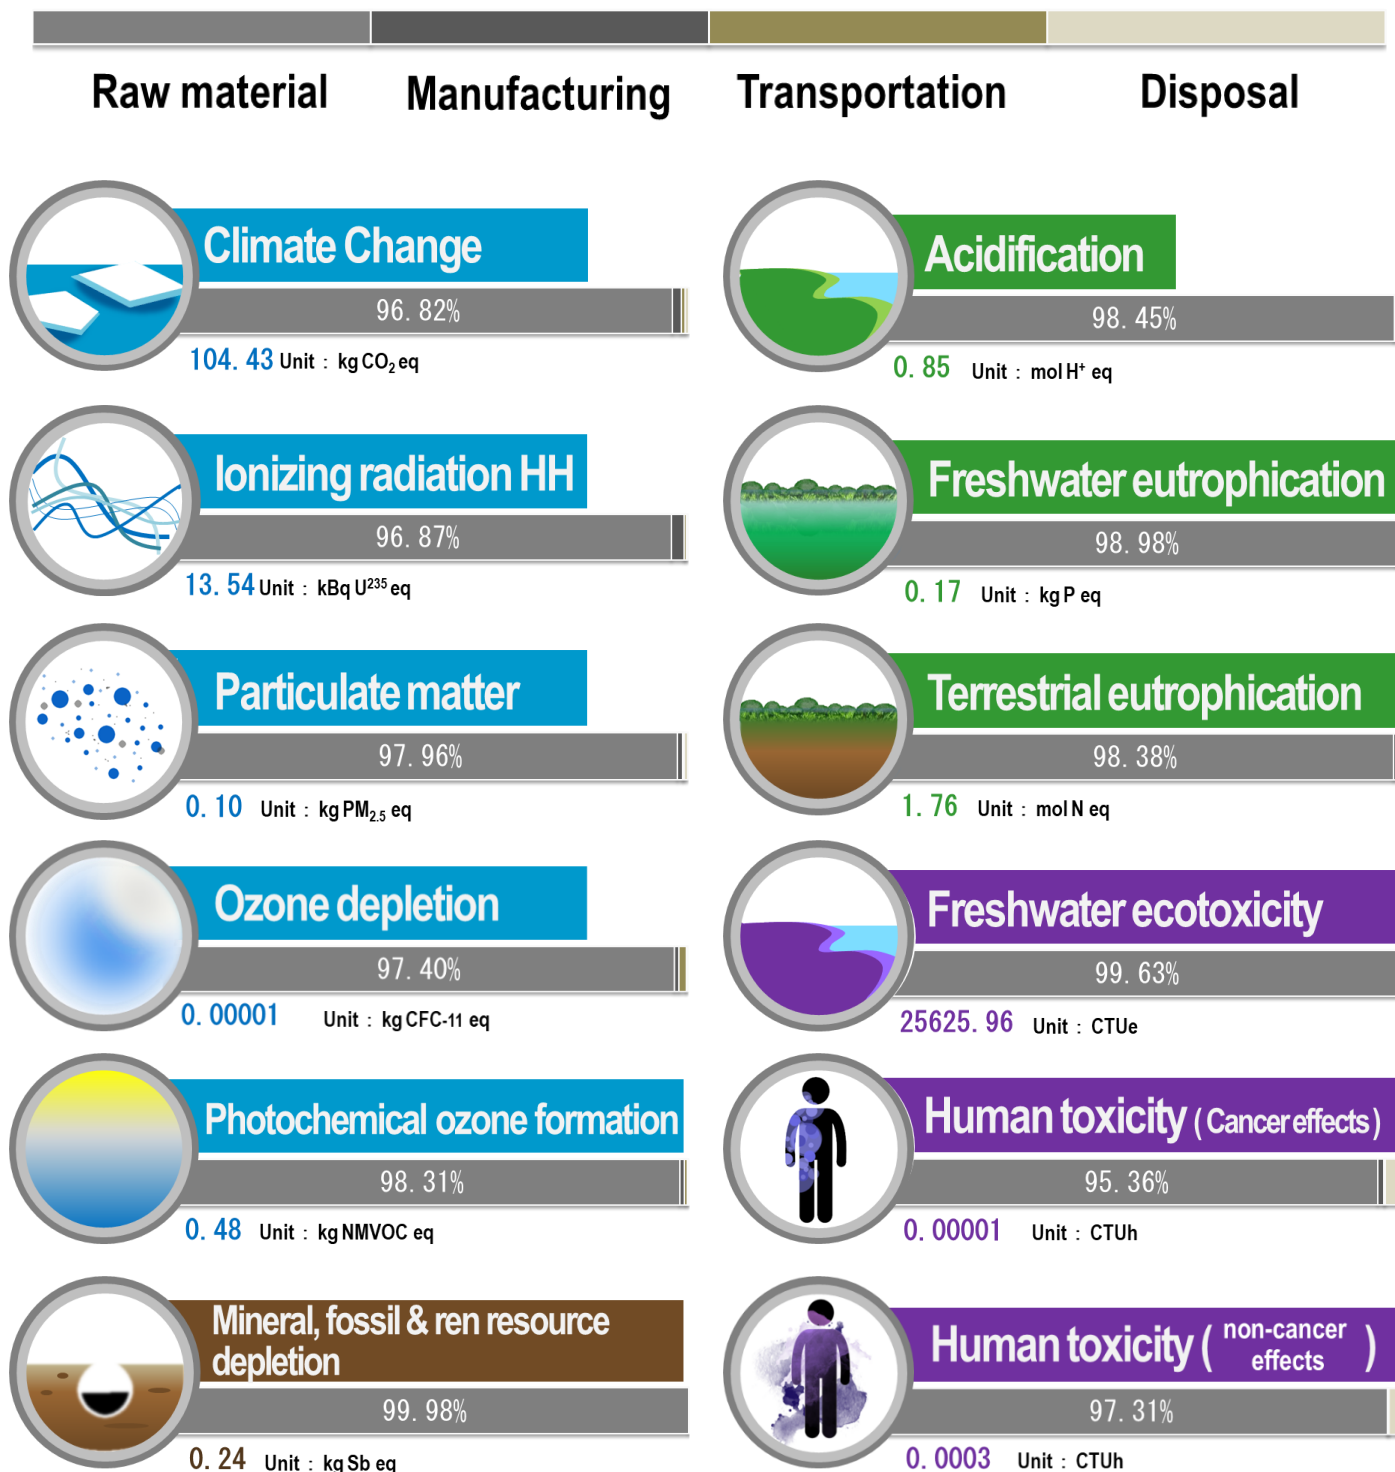 Raw material
Manufacturing
Transportation
Disposal
Climate Change
96.82%
104.43 Unit : kg CO₂ eq
Ionizing radiation HH
96.87%
13.54 Unit : kBq U²³⁵ eq
Particulate matter
97.96%
0.10 Unit : kg PM₂.₅ eq
Ozone depletion
97.40%
0.00001 Unit : kg CFC-11 eq
Photochemical ozone formation
98.31%
0.48 Unit : kg NMVOC eq
Mineral, fossil & ren resource
depletion
99.98%
0.24 Unit : kg Sb eq
Acidification
98.45%
0.85 Unit : mol H⁺ eq
Freshwater eutrophication
98.98%
0.17 Unit : kg P eq
Terrestrial eutrophication
98.38%
1.76 Unit : mol N eq
Freshwater ecotoxicity
99.63%
25625.96 Unit : CTUe
Human toxicity ( Cancer effects )
95.36%
0.00001 Unit : CTUh
Human toxicity ( non-cancer
effects )
97.31%
0.0003 Unit : CTUh